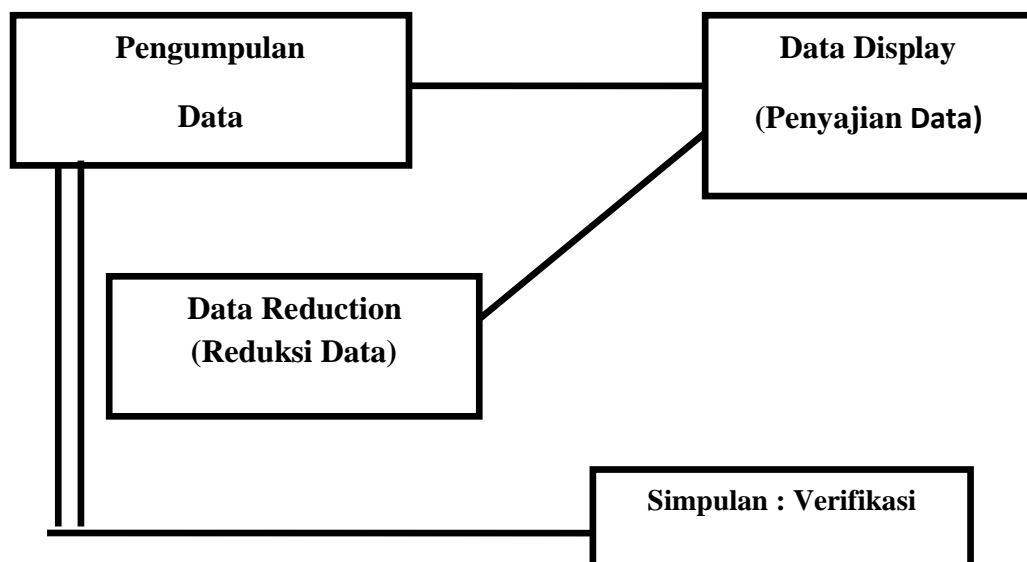 Pengumpulan
Data
Data Display
(Penyajian Data)
Data Reduction
(Reduksi Data)
Simpulan : Verifikasi